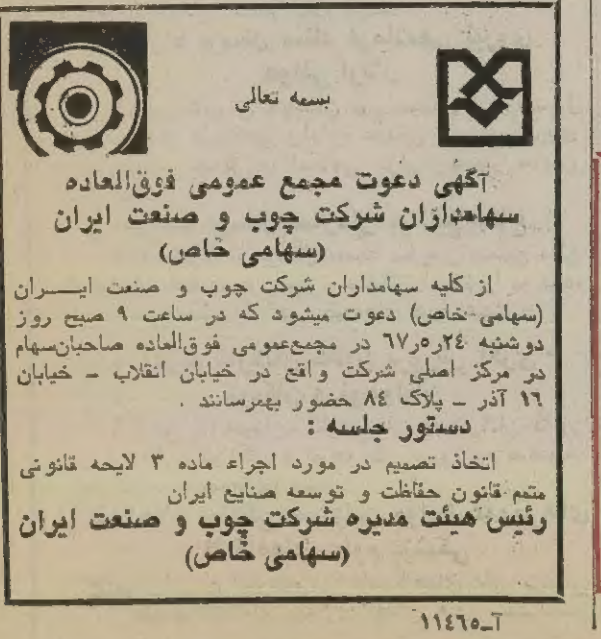 بسمه تعالی
آگهی دعوت مجمع عمومی فوق‌العاده
سهامداران شرکت چوب و صنعت ایران
(سهامی خاص)
از کلیه سهامداران شرکت چوب و صنعت ایـــران
(سهامی خاص) دعوت میشود که در ساعت ۹ صبح روز
دوشنبه ۲٤ر٥ر٦۷ در مجمع‌عمومی فوق‌العاده صاحبان‌سهام
در مرکز اصلی شرکت واقع در خیابان انقلاب ـ خیابان
۱٦ آذر ـ پلاک ۸٤ حضور بهمرسانند .
دستور جلسه :
اتخاذ تصمیم در مورد اجراء ماده ۳ لایحه قانونی
متمم قانون حفاظت و توسعه صنایع ایران
رئیس هیئت مدیره شرکت چوب و صنعت ایران
(سهامی خاص)
آـ۱۱٤٦٥